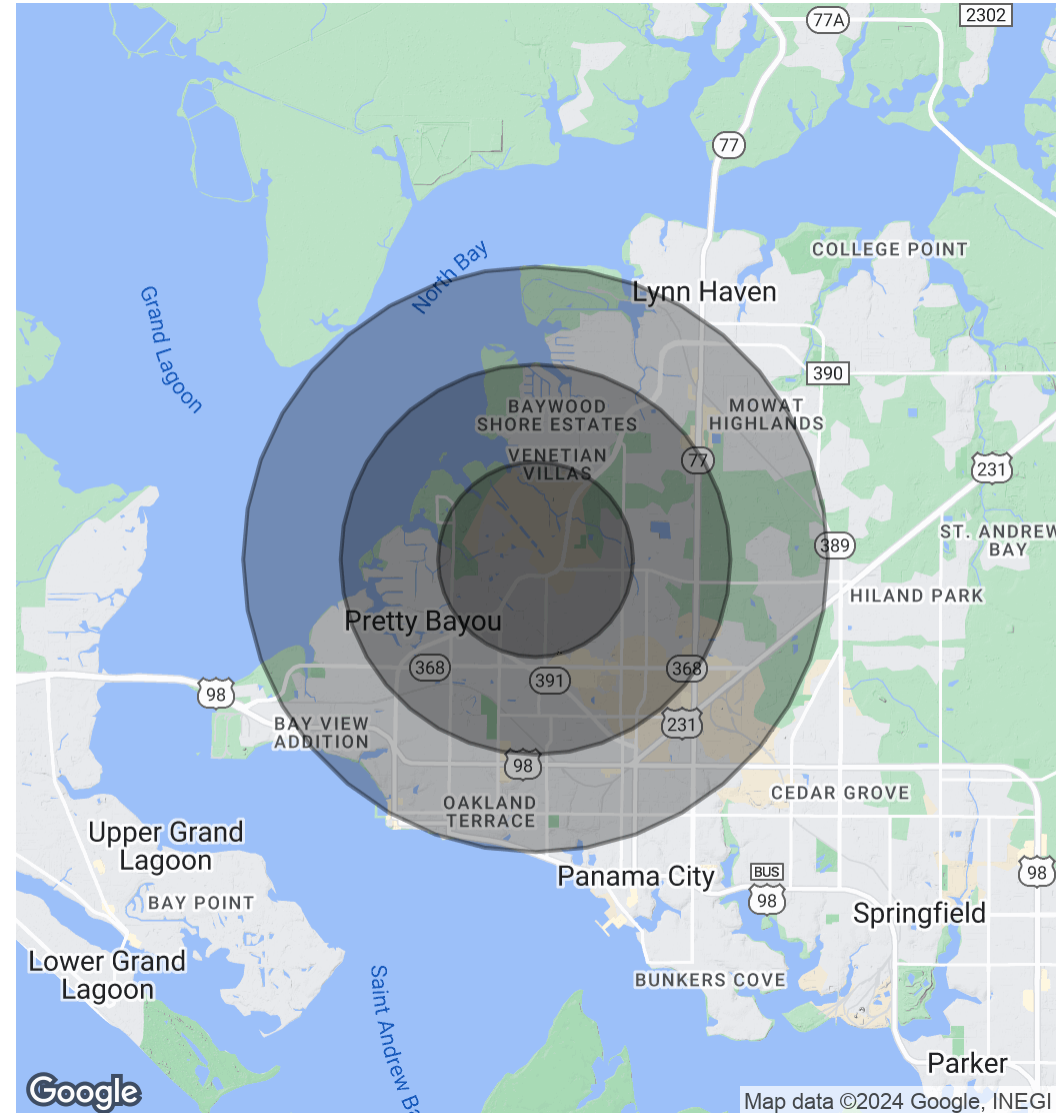 77A
2302
77
COLLEGE POINT
North Bay
Lynn Haven
Grand Lagoon
390
BAYWOOD
SHORE ESTATES
MOWAT
HIGHLANDS
VENETIAN
VILLAS
77
231
ST. ANDREW
BAY
389
HILAND PARK
Pretty Bayou
368
391
368
98
231
BAY VIEW
ADDITION
98
OAKLAND
TERRACE
CEDAR GROVE
Upper Grand
Lagoon
Panama City
BUS
98
98
BAY POINT
Springfield
Lower Grand
Lagoon
BUNKERS COVE
Saint Andrew Ba
Parker
Google
Map data ©2024 Google, INEGI